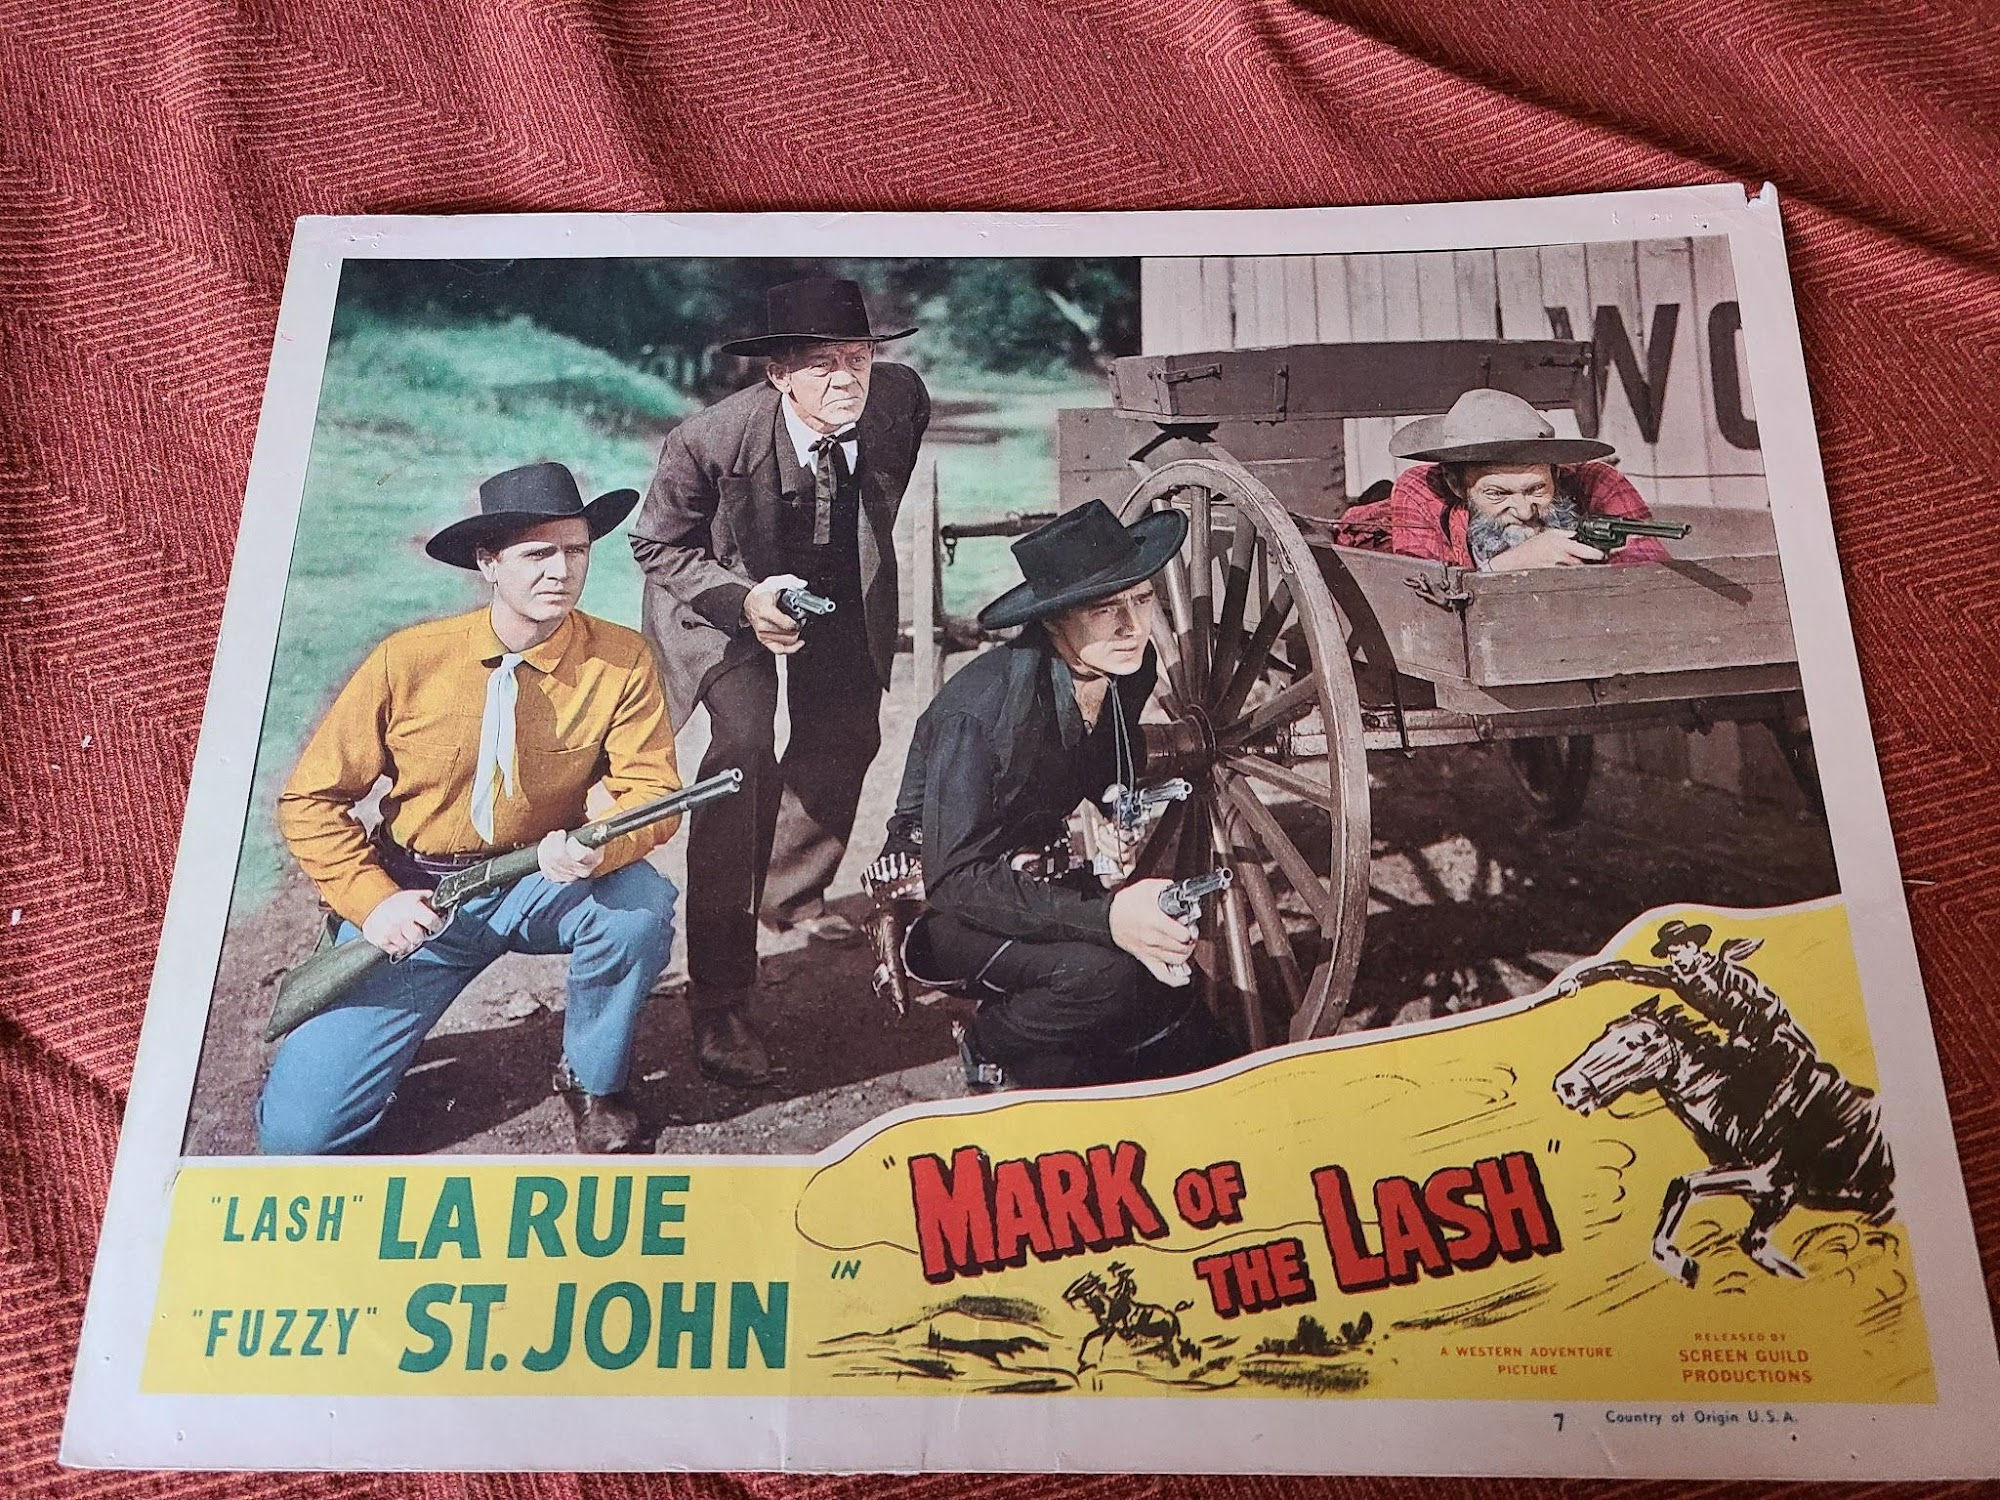 WO
"LASH" LA RUE
"FUZZY" ST. JOHN
IN
"MARK OF
THE LASH"
A WESTERN ADVENTURE
PICTURE
RELEASED BY
SCREEN GUILD
PRODUCTIONS
7
Country of Origin U.S.A.